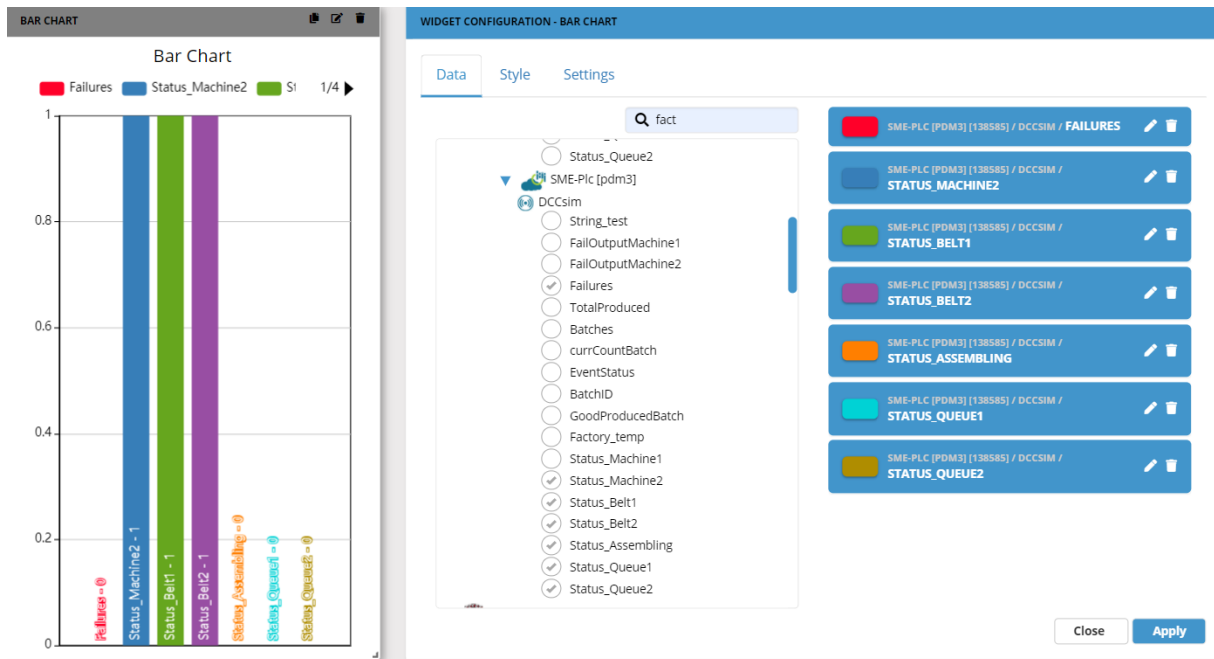 BAR CHART
Bar Chart
Failures Status_Machine2 1/4
1
0.8
0.6
0.4
0.2
0
Failures - 0
Status_Machine2 - 1
Status_Belt1 - 1
Status_Belt2 - 1
Status_Assembling - 0
Status_Queue1 - 0
Status_Queue2 - 0
WIDGET CONFIGURATION - BAR CHART
Data Style Settings
fact
Status_Queue2
SME-Plc [pdm3]
DCCsim
String_test
FailOutputMachine1
FailOutputMachine2
Failures
TotalProduced
Batches
currCountBatch
EventStatus
BatchID
GoodProducedBatch
Factory_temp
Status_Machine1
Status_Machine2
Status_Belt1
Status_Belt2
Status_Assembling
Status_Queue1
Status_Queue2
SME-PLC [PDM3] [138585] / DCCSIM / FAILURES
SME-PLC [PDM3] [138585] / DCCSIM /
STATUS_MACHINE2
SME-PLC [PDM3] [138585] / DCCSIM /
STATUS_BELT1
SME-PLC [PDM3] [138585] / DCCSIM /
STATUS_BELT2
SME-PLC [PDM3] [138585] / DCCSIM /
STATUS_ASSEMBLING
SME-PLC [PDM3] [138585] / DCCSIM /
STATUS_QUEUE1
SME-PLC [PDM3] [138585] / DCCSIM /
STATUS_QUEUE2
Close Apply